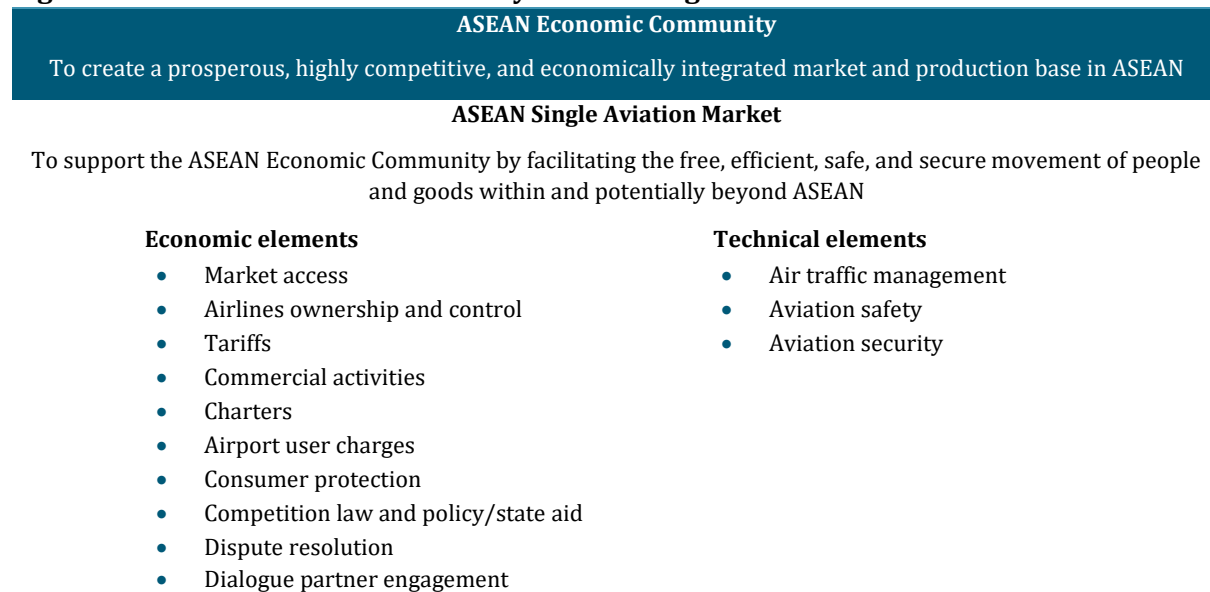 ASEAN Economic Community
To create a prosperous, highly competitive, and economically integrated market and production base in ASEAN
ASEAN Single Aviation Market
To support the ASEAN Economic Community by facilitating the free, efficient, safe, and secure movement of people
and goods within and potentially beyond ASEAN
Economic elements
• Market access
• Airlines ownership and control
• Tariffs
• Commercial activities
• Charters
• Airport user charges
• Consumer protection
• Competition law and policy/state aid
• Dispute resolution
• Dialogue partner engagement
Technical elements
• Air traffic management
• Aviation safety
• Aviation security